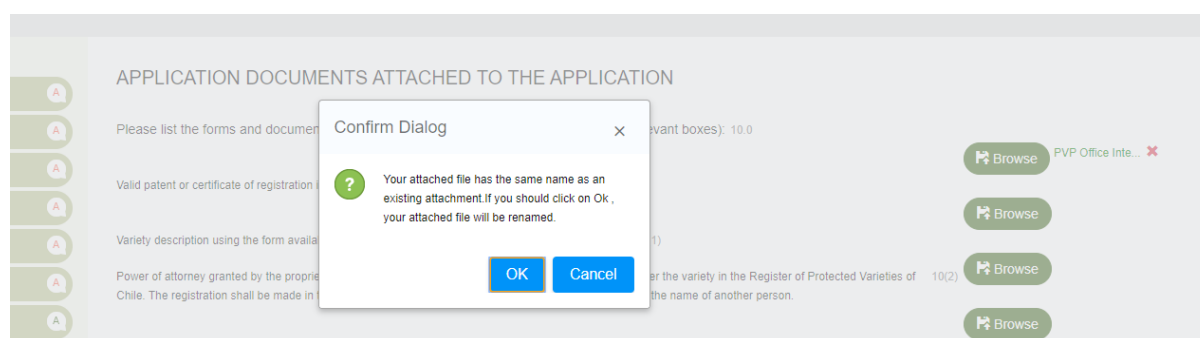 APPLICATION DOCUMENTS ATTACHED TO THE APPLICATION
A
A
A
A
A
A
A
Please list the forms and documen
evant boxes): 10.0
Browse
PVP Office Inte...
Valid patent or certificate of registration i
Browse
Variety description using the form availa
1)
Browse
Power of attorney granted by the proprie
er the variety in the Register of Protected Varieties of 10(2)
Chile. The registration shall be made in
the name of another person.
Browse
Confirm Dialog
×
?
Your attached file has the same name as an
existing attachment.If you should click on Ok ,
your attached file will be renamed.
OK
Cancel